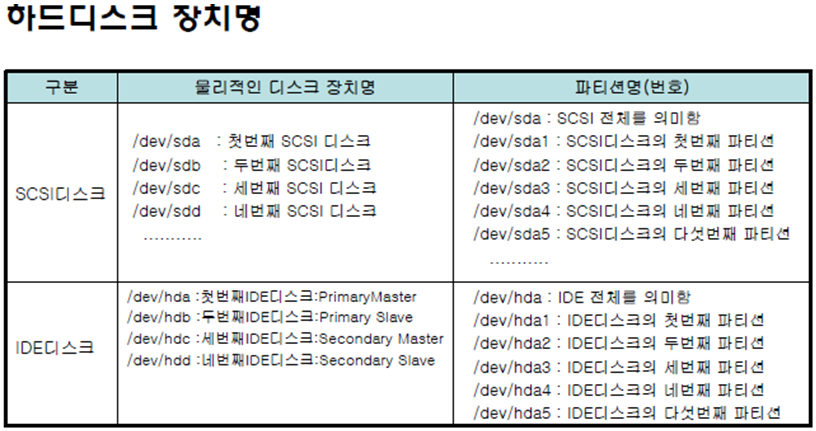 하드디스크 장치명
구분 물리적인 디스크 장치명 파티션명(번호)
SCSI디스크
/dev/sda : 첫번째 SCSI 디스크
/dev/sdb : 두번째 SCSI디스크
/dev/sdc : 세번째 SCSI 디스크
/dev/sdd : 네번째 SCSI 디스크
...........
/dev/sda : SCSI 전체를 의미함
/dev/sda1 : SCSI디스크의 첫번째 파티션
/dev/sda2 : SCSI디스크의 두번째 파티션
/dev/sda3 : SCSI디스크의 세번째 파티션
/dev/sda4 : SCSI디스크의 네번째 파티션
/dev/sda5 : SCSI디스크의 다섯번째 파티션
...........
IDE디스크
/dev/hda :첫번째IDE디스크:PrimaryMaster
/dev/hdb :두번째IDE디스크:Primary Slave
/dev/hdc :세번째IDE디스크:Secondary Master
/dev/hdd :네번째IDE디스크:Secondary Slave
/dev/hda : IDE 전체를 의미함
/dev/hda1 : IDE디스크의 첫번째 파티션
/dev/hda2 : IDE디스크의 두번째 파티션
/dev/hda3 : IDE디스크의 세번째 파티션
/dev/hda4 : IDE디스크의 네번째 파티션
/dev/hda5 : IDE디스크의 다섯번째 파티션